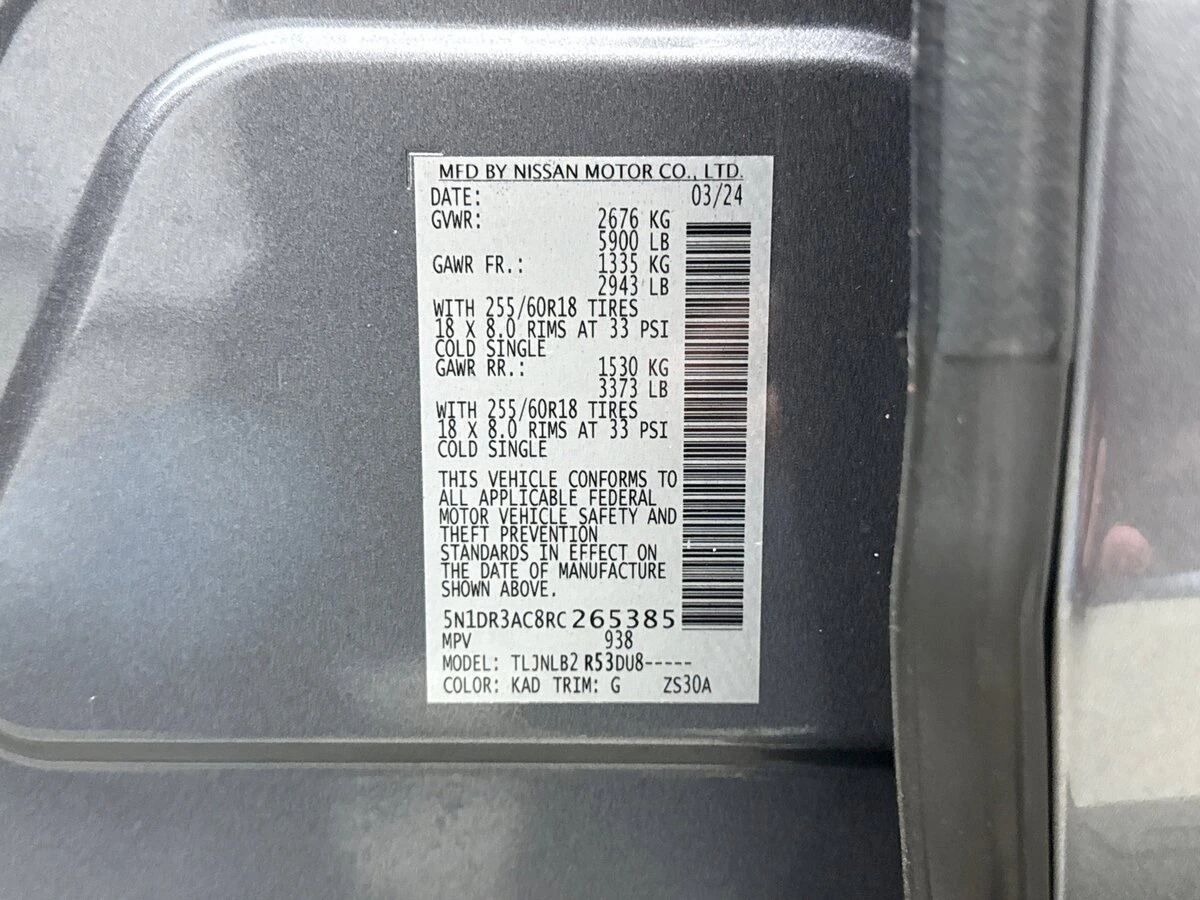 MFD BY NISSAN MOTOR CO., LTD.
DATE: 03/24
GVWR: 2676 KG
5900 LB
GAWR FR.: 1335 KG
2943 LB
WITH 255/60R18 TIRES
18 X 8.0 RIMS AT 33 PSI
COLD SINGLE
GAWR RR.: 1530 KG
3373 LB
WITH 255/60R18 TIRES
18 X 8.0 RIMS AT 33 PSI
COLD SINGLE
THIS VEHICLE CONFORMS TO
ALL APPLICABLE FEDERAL
MOTOR VEHICLE SAFETY AND
THEFT PREVENTION
STANDARDS IN EFFECT ON
THE DATE OF MANUFACTURE
SHOWN ABOVE.
5N1DR3AC8RC265385
MPV 938
MODEL: TLJNLB2 R53DU8-----
COLOR: KAD TRIM: G ZS30A